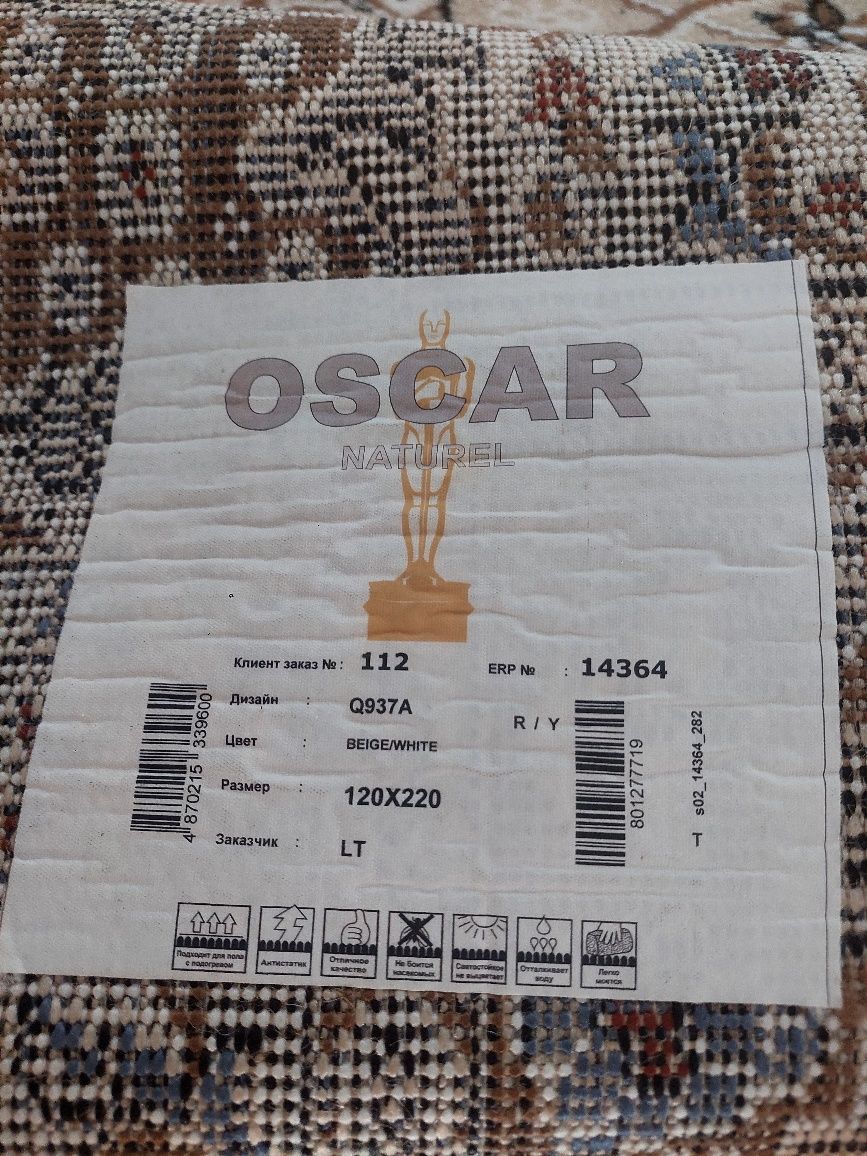 OSCAR
NATUREL
Клиент заказ № : 112
ERP № : 14364
Дизайн : Q937A
R / Y
Цвет : BEIGE/WHITE
Размер : 120X220
Заказчик : LT
4 870215 339600
801277719
s02_14364_282
T
Подходит для пола
с подогревом
Антистатик
Отличное
качество
Не боится
насекомых
Светостойкое
не выцветает
Отталкивает
воду
Легко
моется